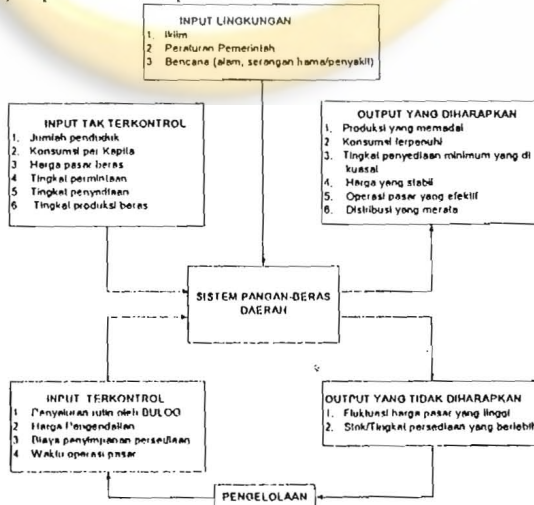 INPUT LINGKUNGAN
1. Iklim
2 Peraturan Pemerintah
3 Bencana (alam, serangan hama/penyakit)
INPUT TAK TERKONTROL
1. Jumlah penduduk
2. Konsumsi per Kapita
3 Harga pasar beras
4 Tingkat permintaan
5 Tingkat penyediaan
6 Tingkat produksi beras
OUTPUT YANG DIHARAPKAN
1. Produksi yang memadai
2 Konsumsi terpenuhi
3. Tingkat penyediaan minimum yang di
kuasai
4. Harga yang stabil
5. Operasi pasar yang efektif
6. Distribusi yang merata
SISTEM PANGAN-BERAS
DAERAH
INPUT TERKONTROL
1 Penyaluran rutin oleh BULOG
2 Harga Pengendalian
3 Biaya penyimpanan persediaan
4 Waktu operasi pasar
OUTPUT YANG TIDAK DIHARAPKAN
1. Fluktuasi harga pasar yang tinggi
2. Stok/Tingkat persediaan yang berlebih
PENGELOLAAN